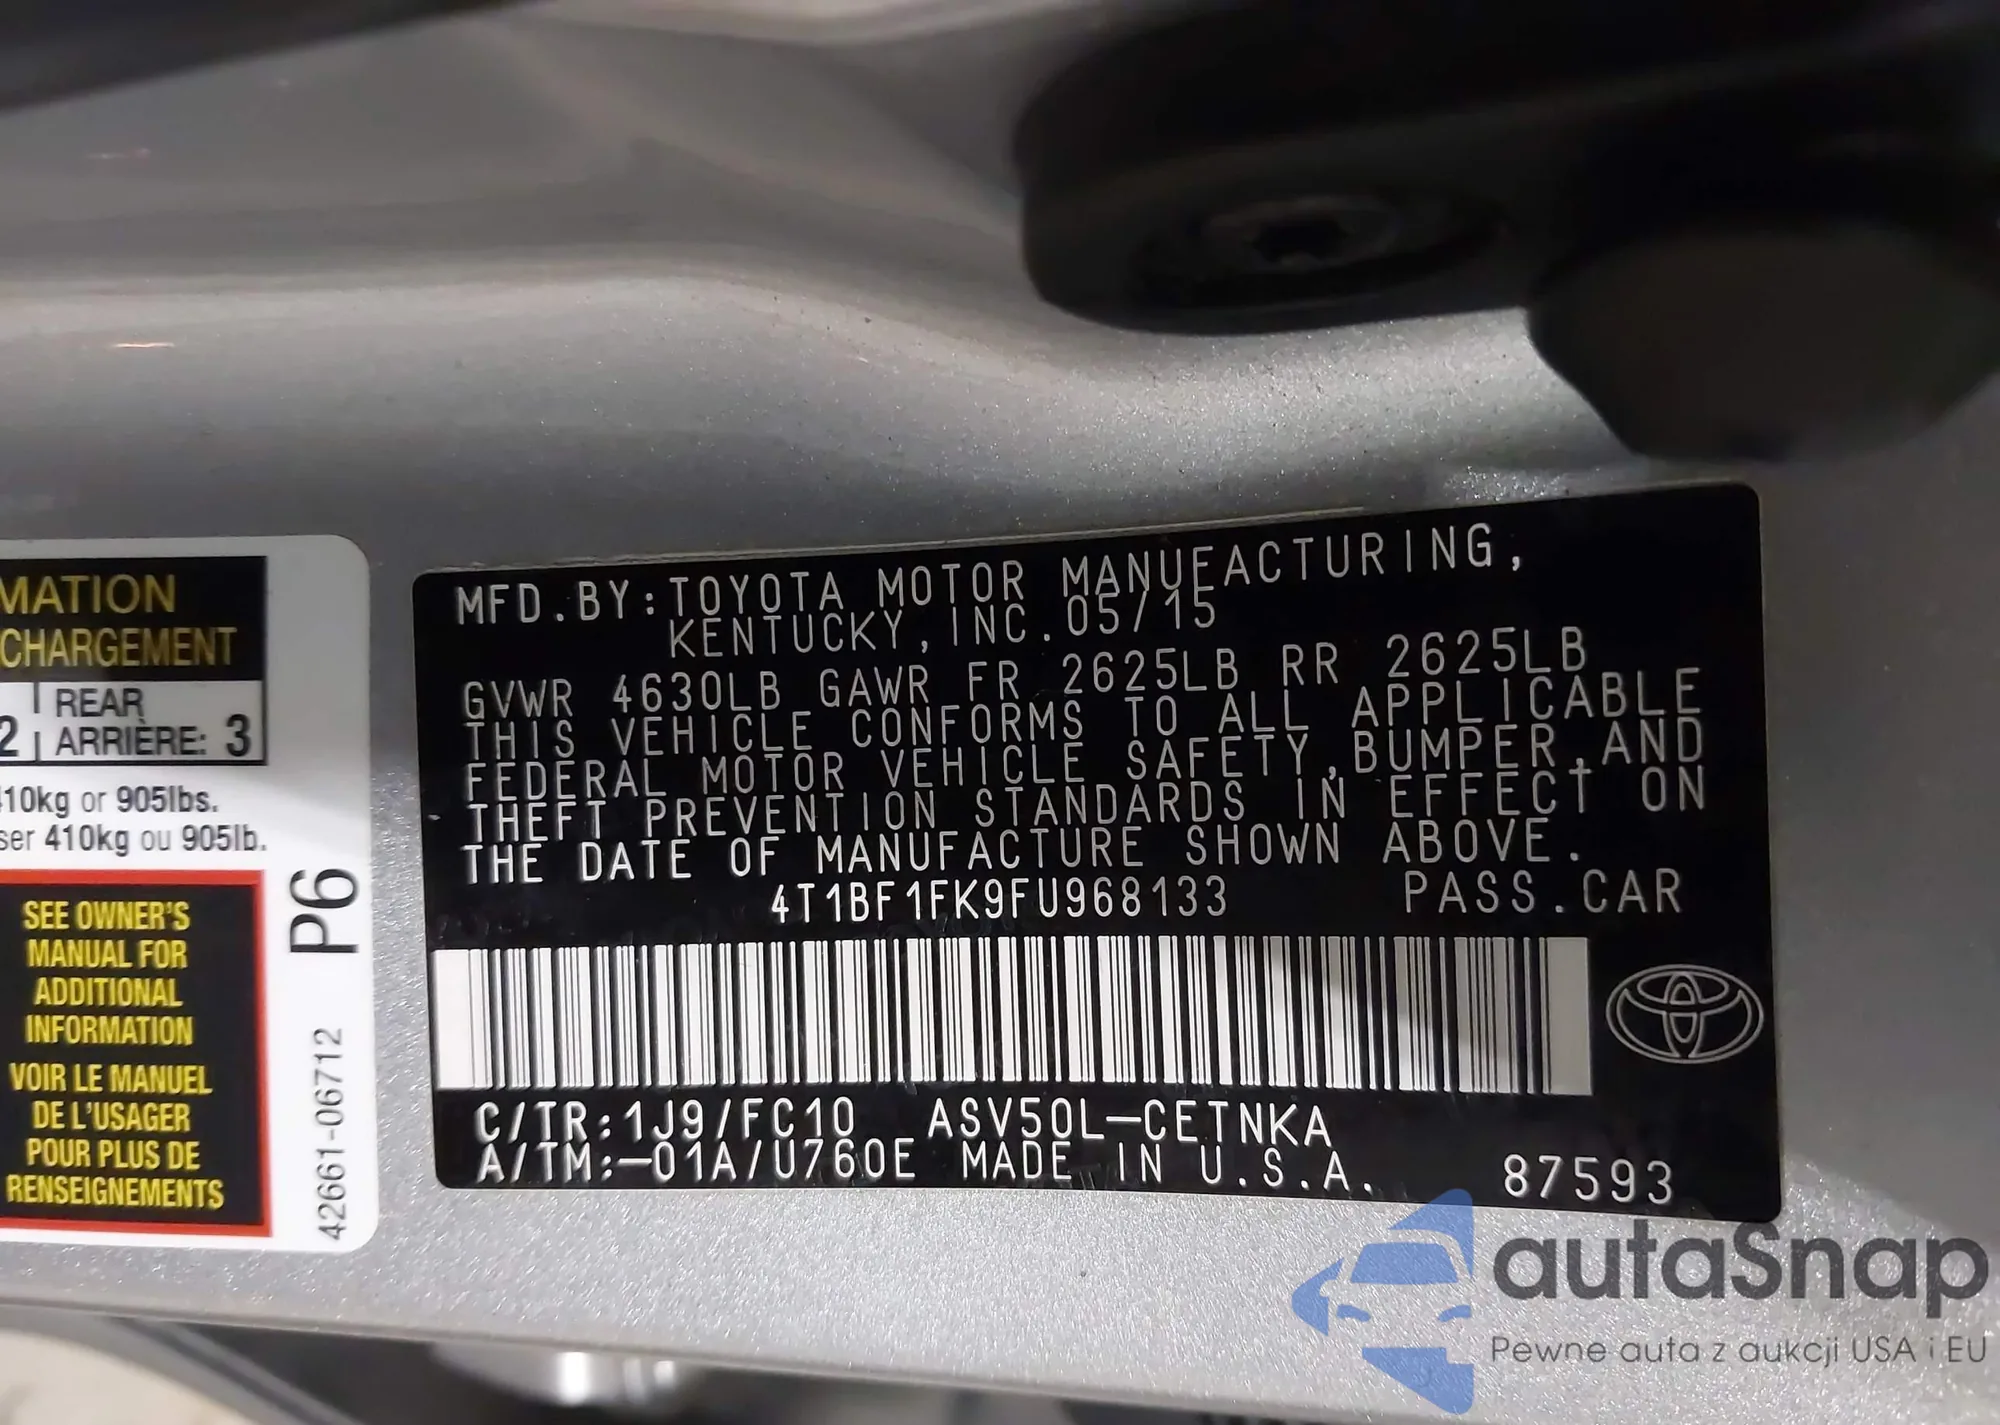 MATION
CHARGEMENT
2 REAR
ARRIÈRE: 3
410kg or 905lbs.
ser 410kg ou 905lb.
SEE OWNER'S
MANUAL FOR
ADDITIONAL
INFORMATION
VOIR LE MANUEL
DE L'USAGER
POUR PLUS DE
RENSEIGNEMENTS
P6
42661-06712
MFD.BY:TOYOTA MOTOR MANUFACTURING,
KENTUCKY,INC.05/15
GVWR 4630LB GAWR FR 2625LB RR 2625LB
THIS VEHICLE CONFORMS TO ALL APPLICABLE
FEDERAL MOTOR VEHICLE SAFETY,BUMPER,AND
THEFT PREVENTION STANDARDS IN EFFECT ON
THE DATE OF MANUFACTURE SHOWN ABOVE.
4T1BF1FK9FU968133 PASS.CAR
C/TR:1J9/FC10 ASV50L-CETNKA
A/TM:-01A/U760E MADE IN U.S.A. 87593
autaSnap
Pewne auta z aukcji USA i EU